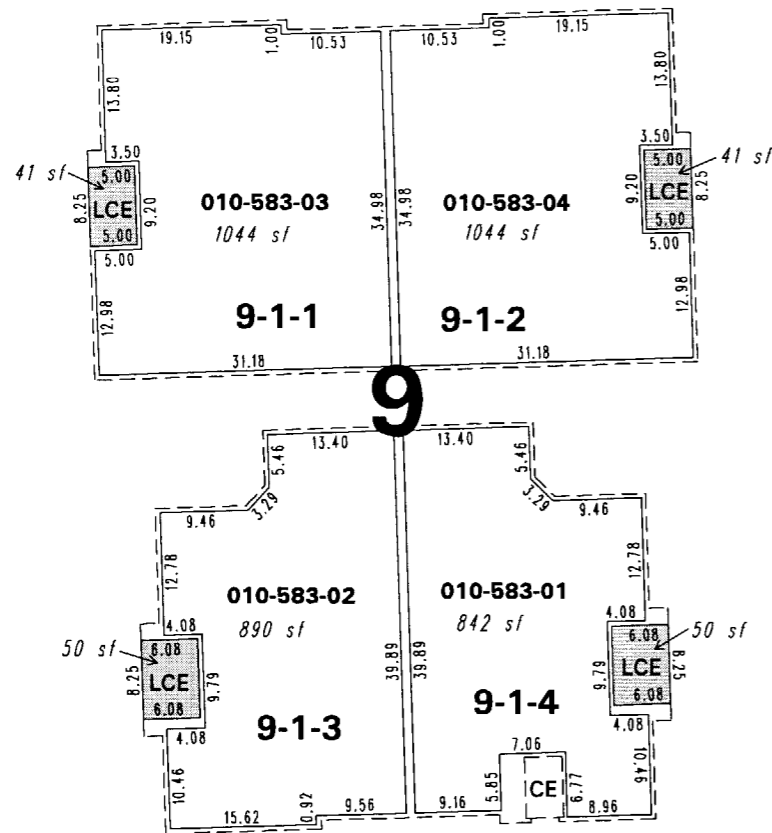 19.15 1.00 10.53 10.53 1.00 19.15
13.80 13.80
3.50 3.50
41 sf 5.00 5.00 41 sf
8.25 LCE 9.20 010-583-03 34.98 34.98 010-583-04 9.20 LCE 8.25
5.00 1044 sf 1044 sf 5.00
5.00 5.00
12.98 9-1-1 9-1-2 12.98
31.18 31.18
9
13.40 13.40
5.46 5.46
3.29 3.29
9.46 9.46
12.78 12.78
010-583-02 010-583-01
4.08 890 sf 842 sf 4.08
50 sf 6.08 6.08 50 sf
8.25 LCE 9.79 39.89 39.89 9.79 LCE 8.25
6.08 6.08
4.08 9-1-3 9-1-4 4.08
7.06
10.46 5.85 CE 6.77 10.46
15.62 0.92 9.56 9.16 8.96